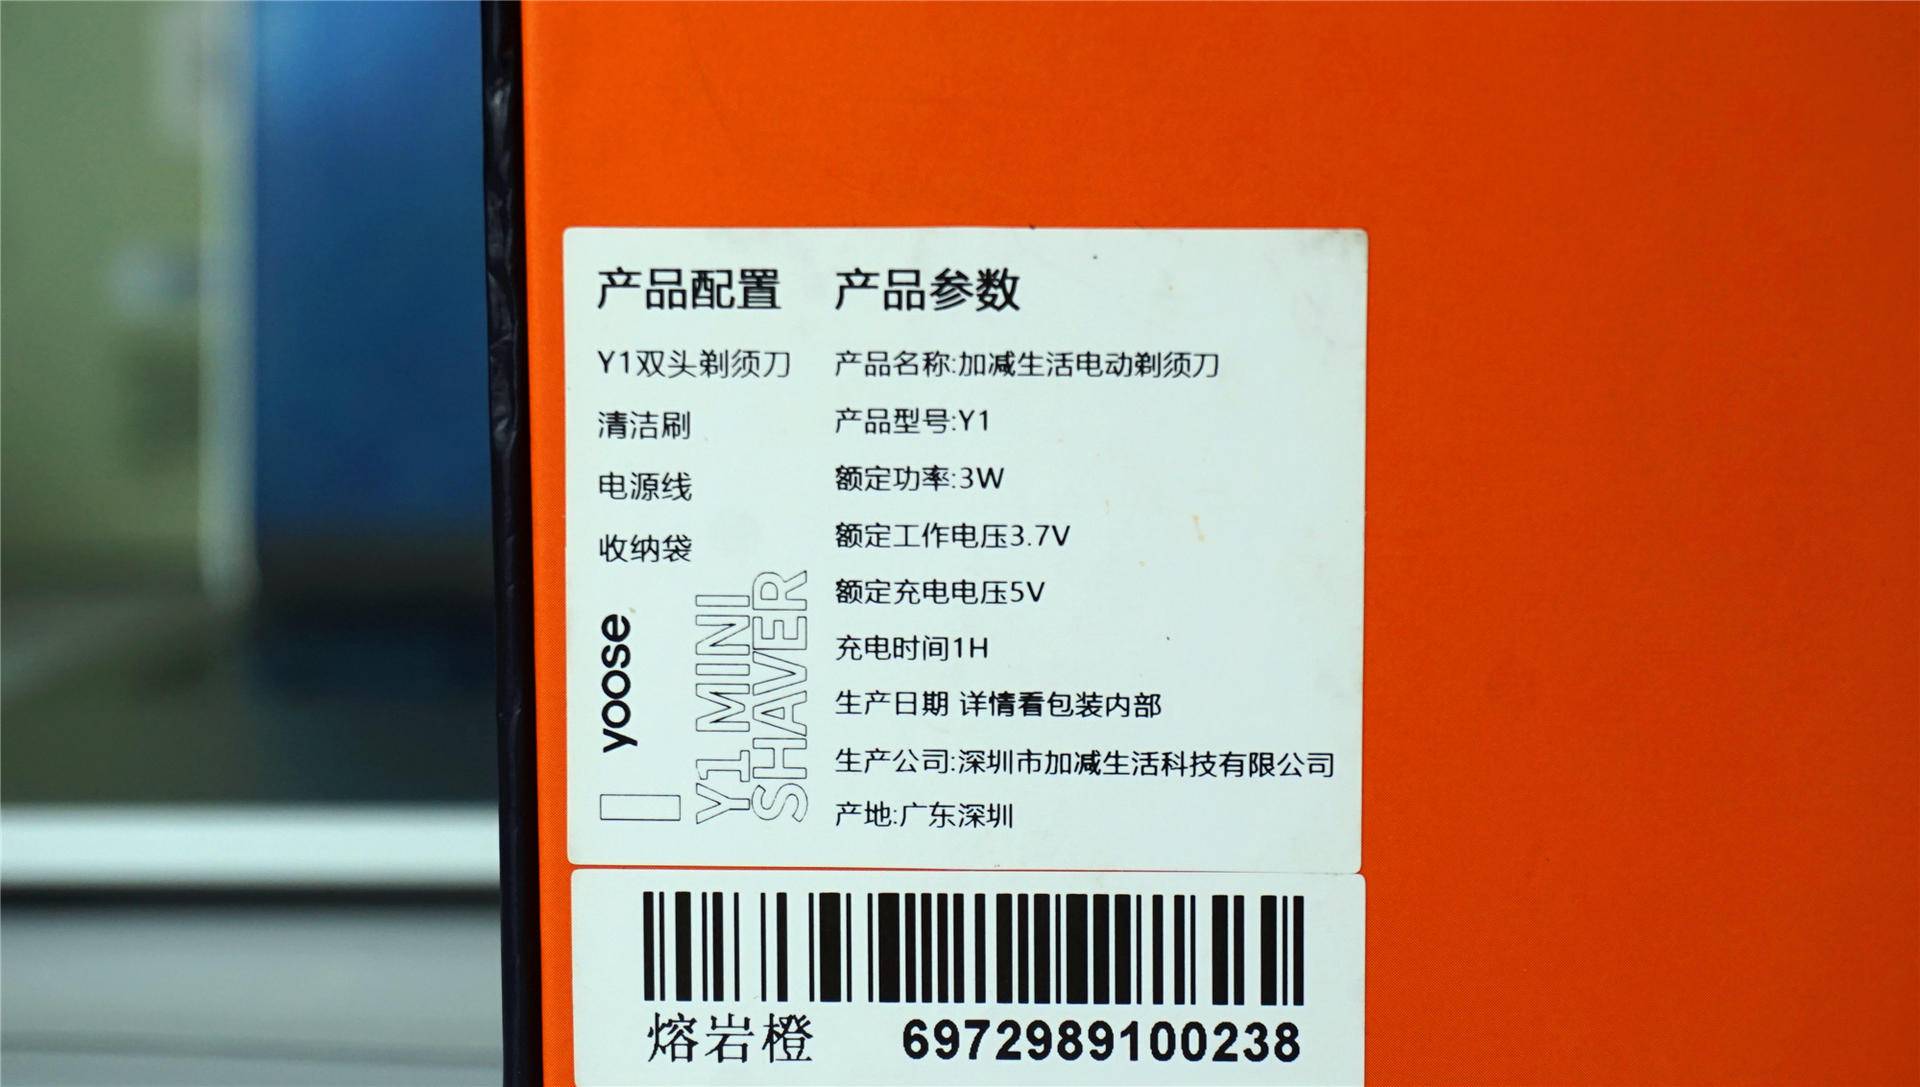 产品配置
Y1双头剃须刀
清洁刷
电源线
收纳袋
yoose
Y1 MINI
SHAVER
产品参数
产品名称:加减生活电动剃须刀
产品型号:Y1
额定功率:3W
额定工作电压3.7V
额定充电电压5V
充电时间1H
生产日期 详情看包装内部
生产公司:深圳市加减生活科技有限公司
产地:广东深圳
熔岩橙 6972989100238